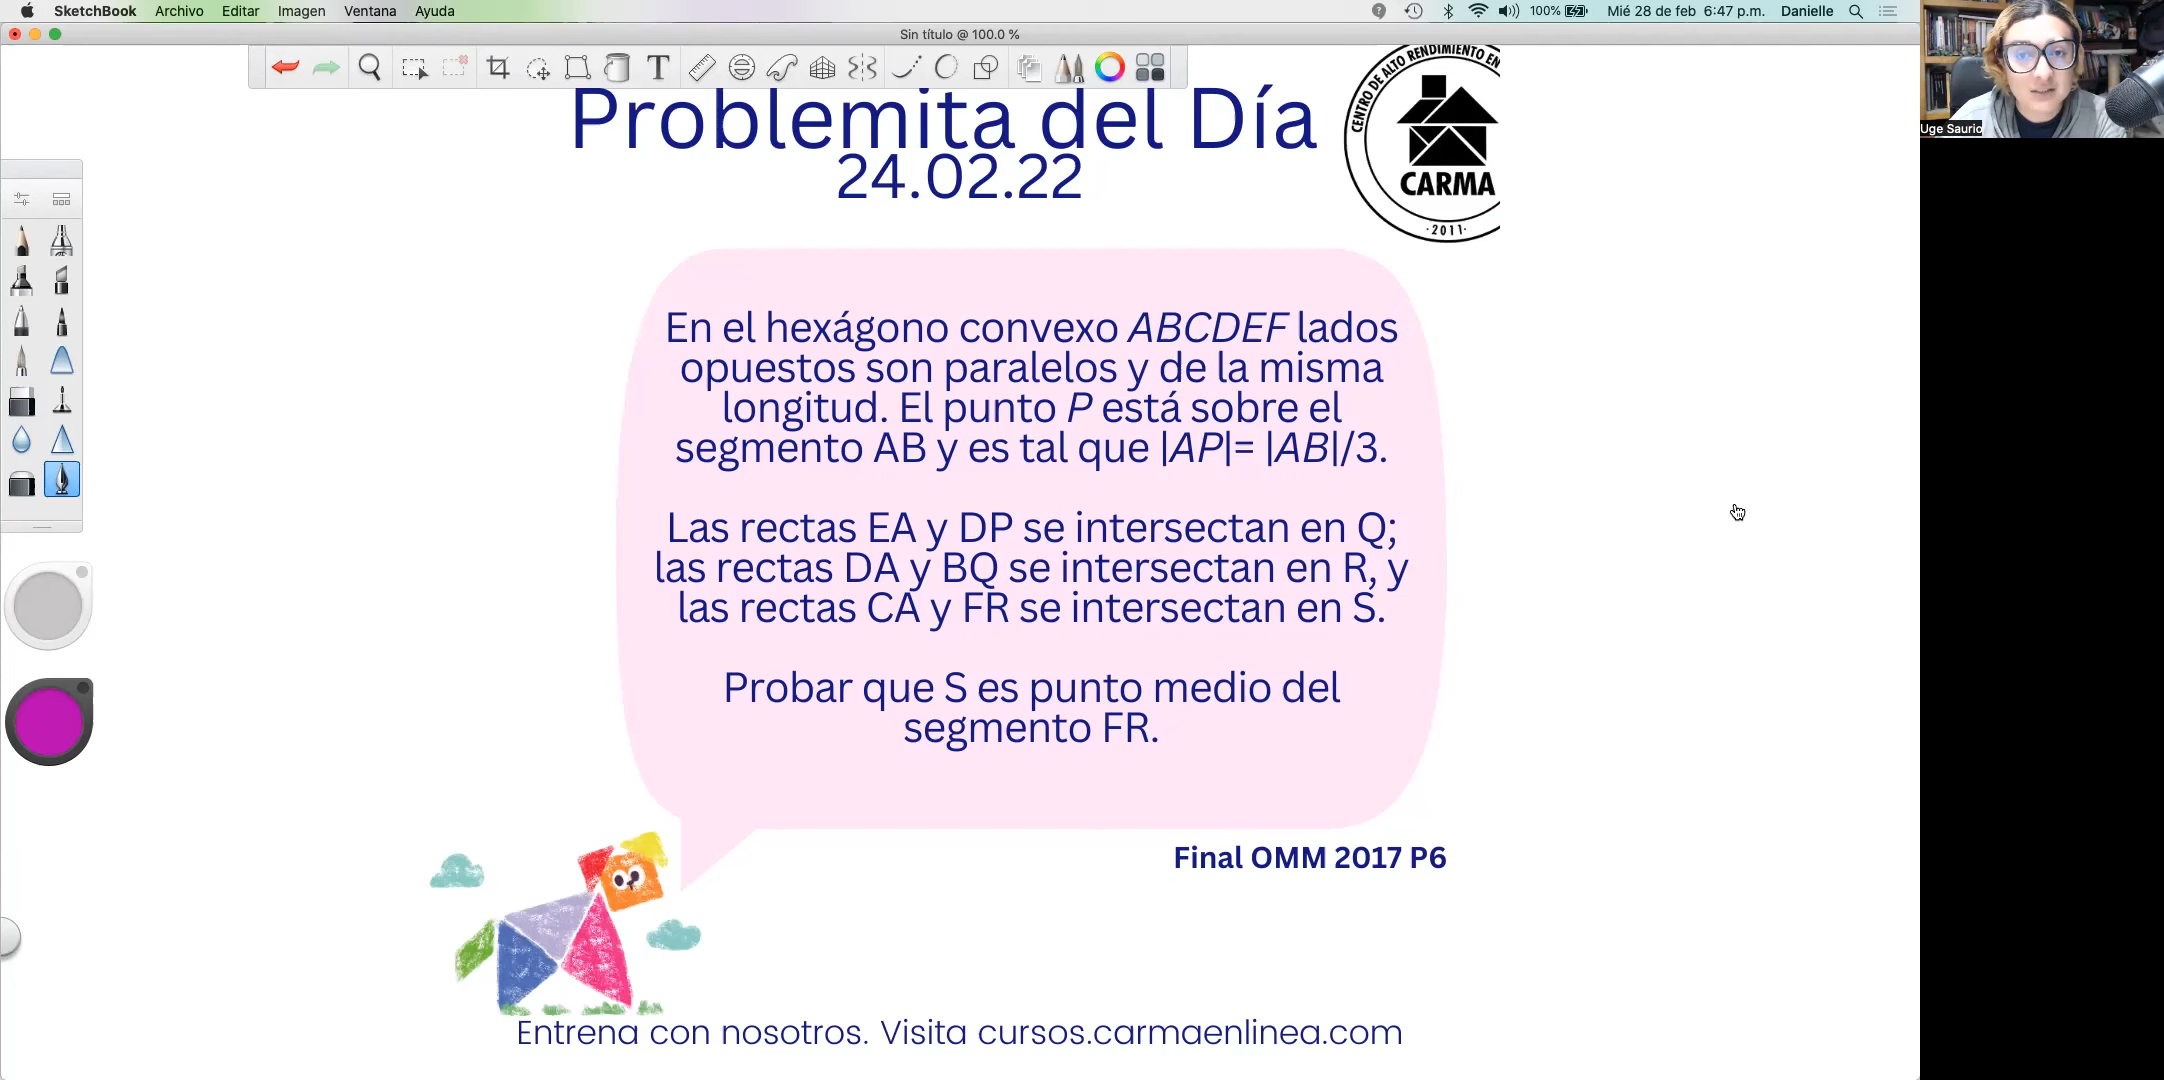 SketchBook Archivo Editar Imagen Ventana Ayuda 100% Mié 28 de feb 6:47 p.m. Danielle
Sin título @ 100.0 %
T
Problemita del Día
24.02.22
CENTRO DE ALTO RENDIMIENTO EN
CARMA
· 2011 ·
Uge Saurio
En el hexágono convexo ABCDEF lados
opuestos son paralelos y de la misma
longitud. El punto P está sobre el
segmento AB y es tal que |AP|= |AB|/3.
Las rectas EA y DP se intersectan en Q;
las rectas DA y BQ se intersectan en R, y
las rectas CA y FR se intersectan en S.
Probar que S es punto medio del
segmento FR.
Final OMM 2017 P6
Entrena con nosotros. Visita cursos.carmaenlinea.com